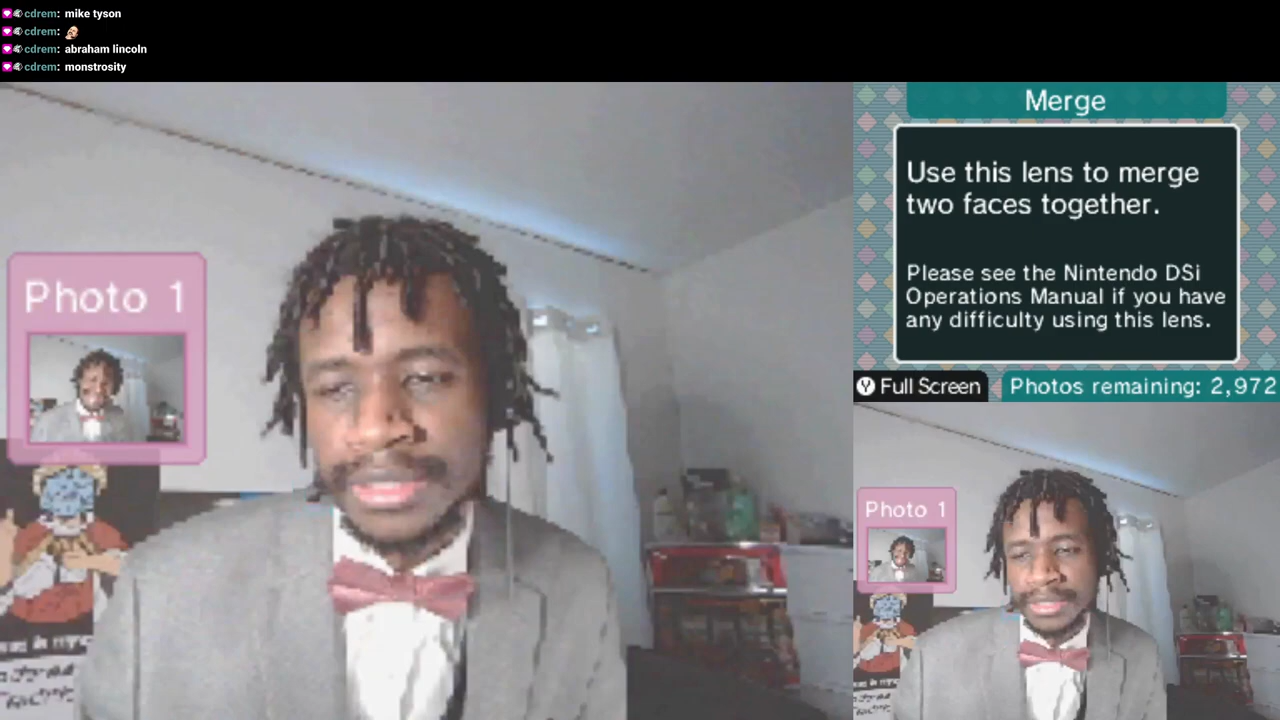 cdrem: mike tyson
cdrem:
cdrem: abraham lincoln
cdrem: monstrosity
Merge
Use this lens to merge
two faces together.
Please see the Nintendo DSi
Operations Manual if you have
any difficulty using this lens.
Y Full Screen
Photos remaining: 2,972
Photo 1
Photo 1